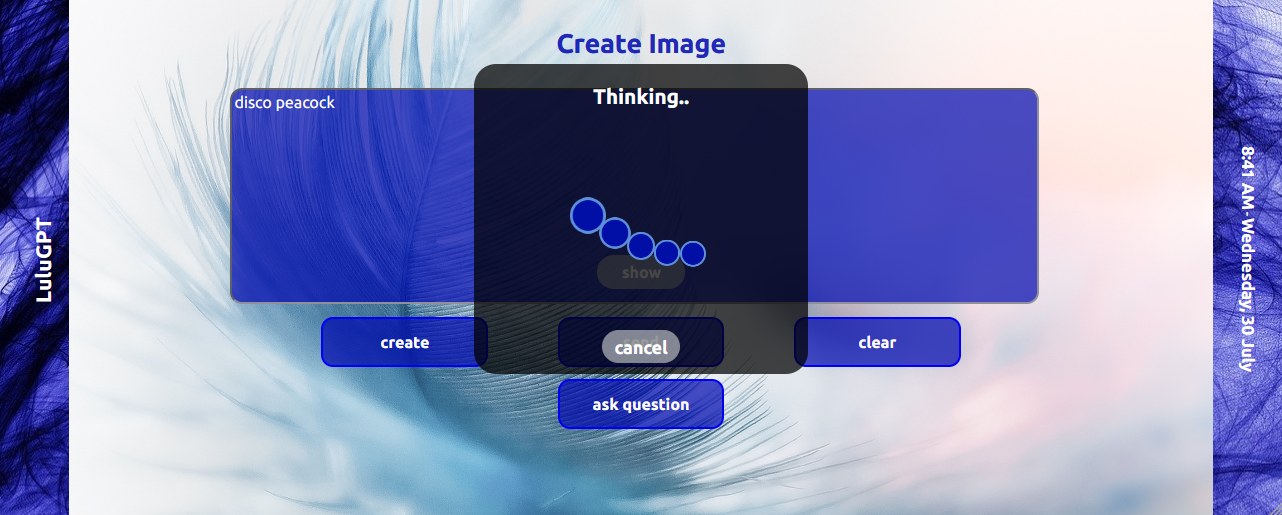 Create Image
Thinking..
disco peacock
show
create
cancel
clear
ask question
LuluGPT
8:41 AM - Wednesday, 30 July